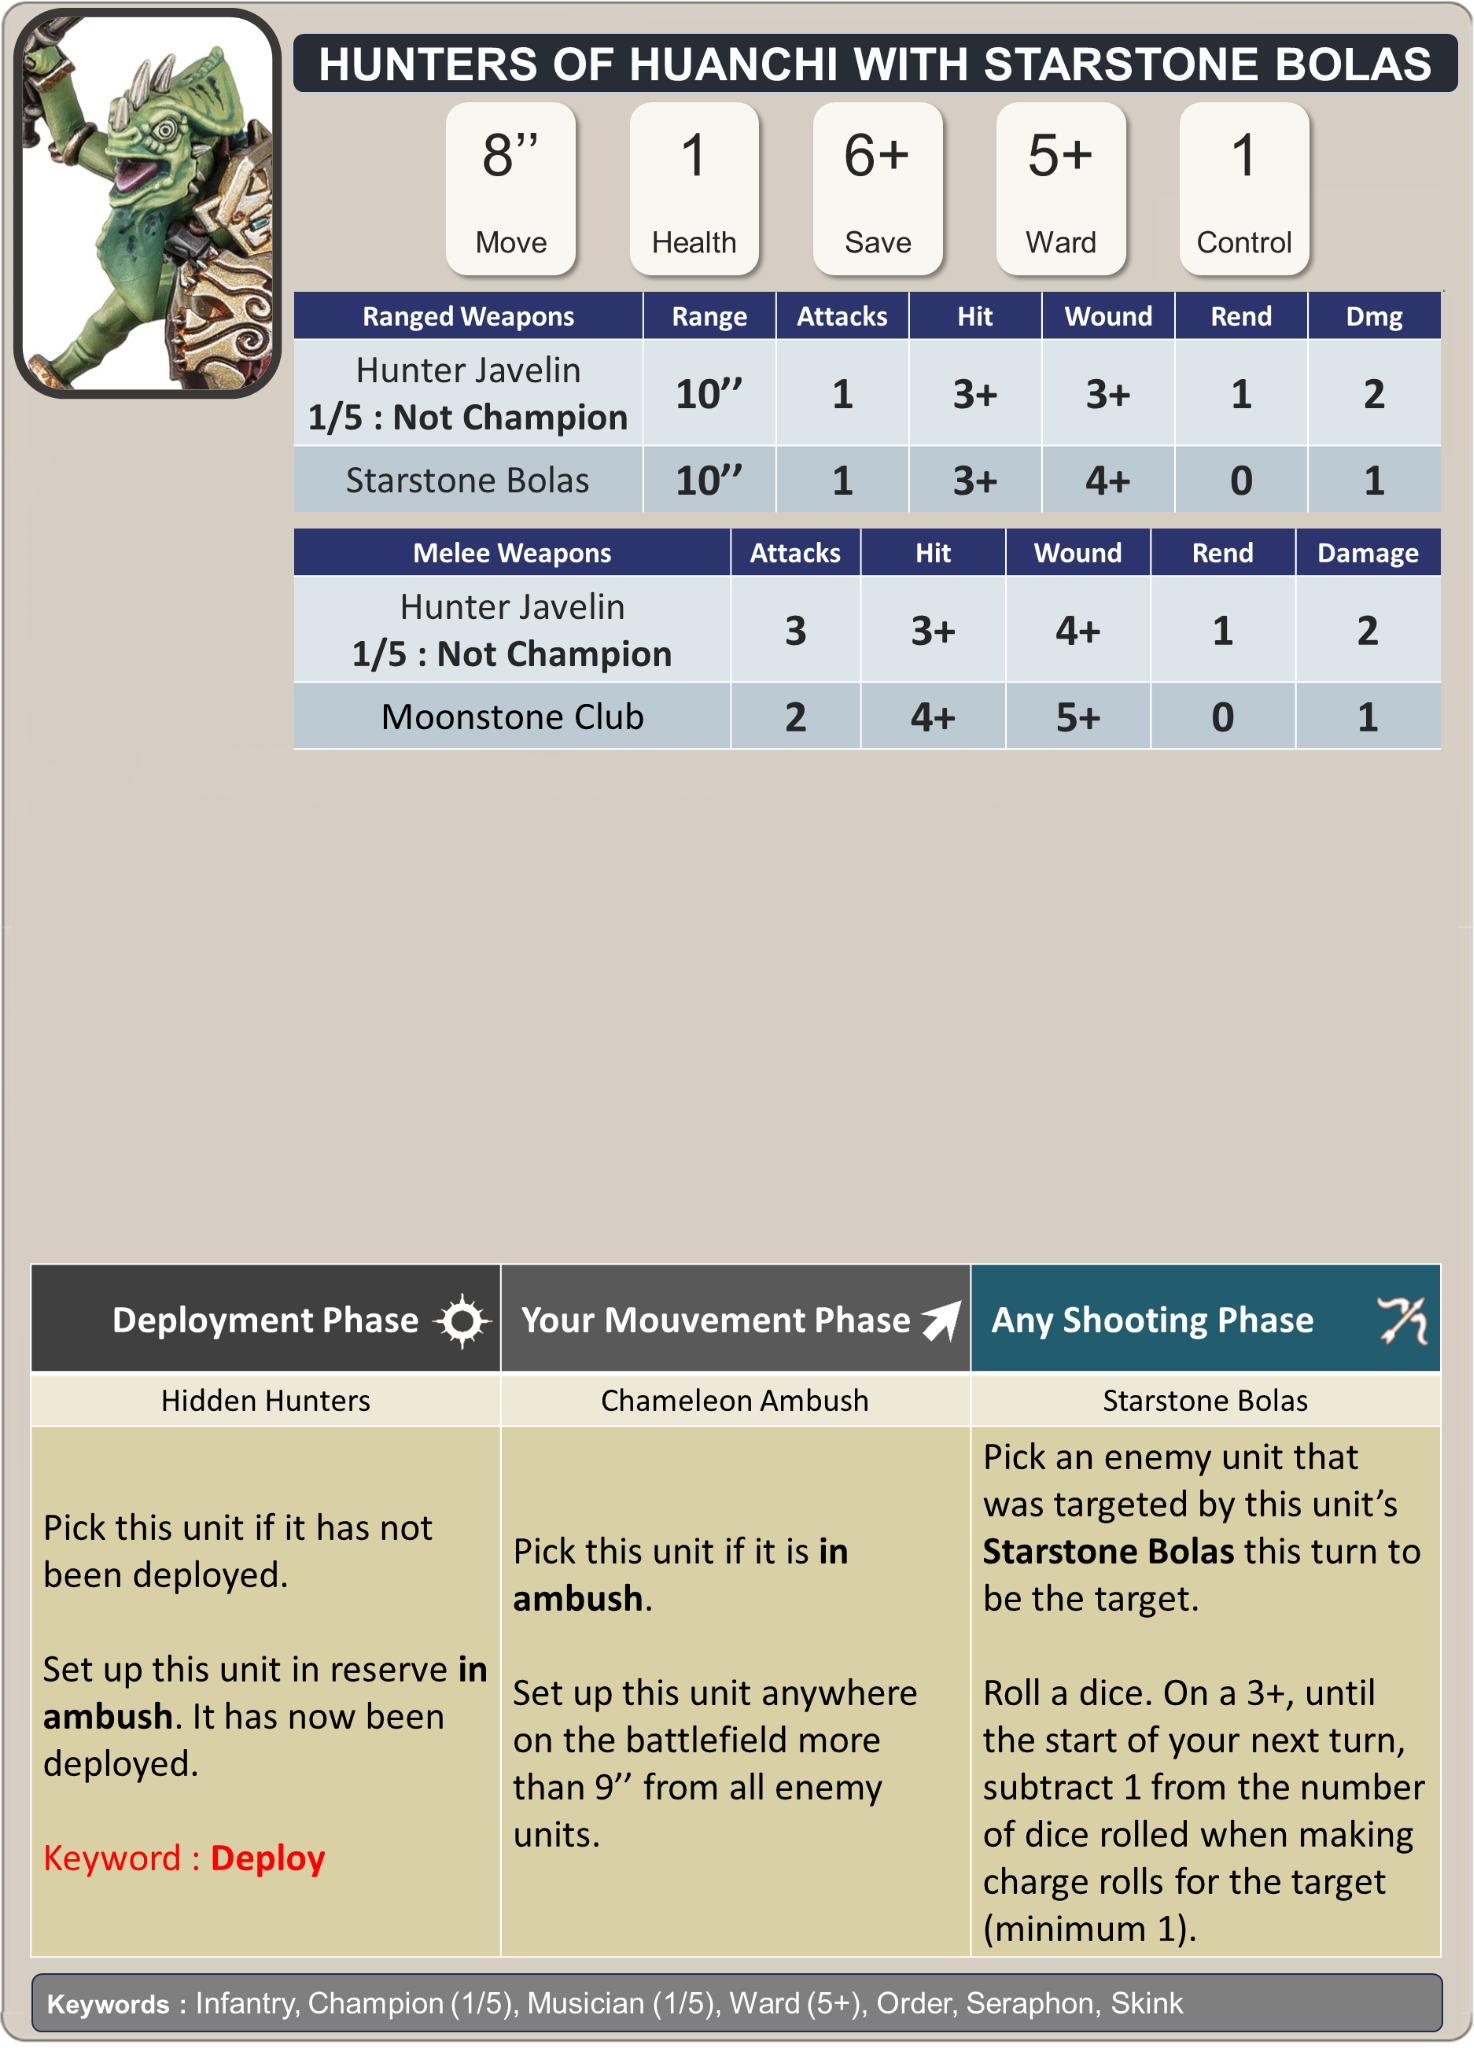 HUNTERS OF HUANCHI WITH STARSTONE BOLAS
8’’ 1 6+ 5+ 1
Move Health Save Ward Control
Ranged Weapons Range Attacks Hit Wound Rend Dmg
Hunter Javelin
1/5 : Not Champion 10’’ 1 3+ 3+ 1 2
Starstone Bolas 10’’ 1 3+ 4+ 0 1
Melee Weapons Attacks Hit Wound Rend Damage
Hunter Javelin
1/5 : Not Champion 3 3+ 4+ 1 2
Moonstone Club 2 4+ 5+ 0 1
Deployment Phase
Hidden Hunters
Pick this unit if it has not
been deployed.
Set up this unit in reserve in
ambush. It has now been
deployed.
Keyword : Deploy
Your Mouvement Phase
Chameleon Ambush
Pick this unit if it is in
ambush.
Set up this unit anywhere
on the battlefield more
than 9’’ from all enemy
units.
Any Shooting Phase
Starstone Bolas
Pick an enemy unit that
was targeted by this unit’s
Starstone Bolas this turn to
be the target.
Roll a dice. On a 3+, until
the start of your next turn,
subtract 1 from the number
of dice rolled when making
charge rolls for the target
(minimum 1).
Keywords : Infantry, Champion (1/5), Musician (1/5), Ward (5+), Order, Seraphon, Skink